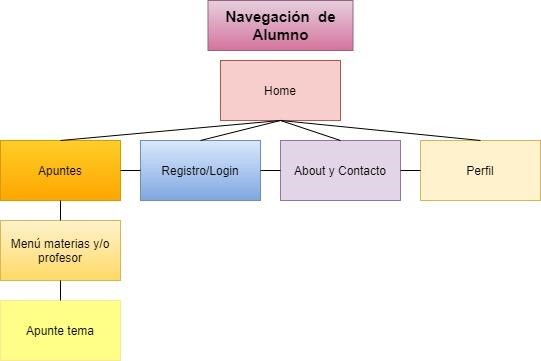 Navegación de
Alumno
Home
Apuntes
Registro/Login
About y Contacto
Perfil
Menú materias y/o
profesor
Apunte tema